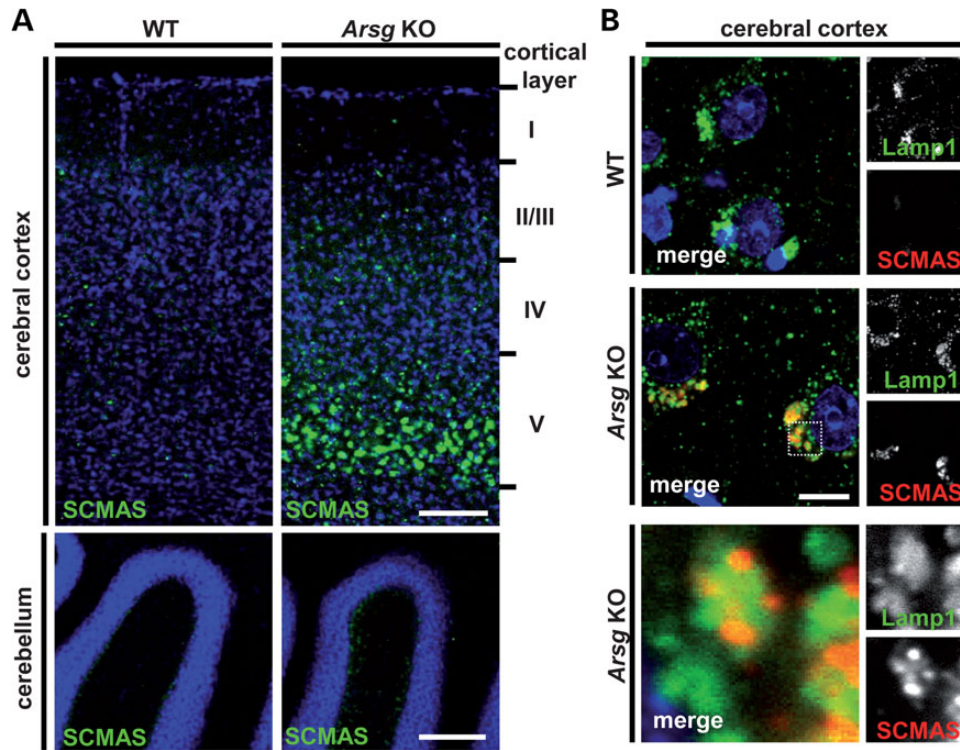 A
WT
Arsg KO
cortical
layer
I
II/III
IV
V
cerebral cortex
SCMAS
SCMAS
cerebellum
SCMAS
SCMAS
B
cerebral cortex
WT
merge
Lamp1
SCMAS
Arsg KO
merge
Lamp1
SCMAS
Arsg KO
merge
Lamp1
SCMAS